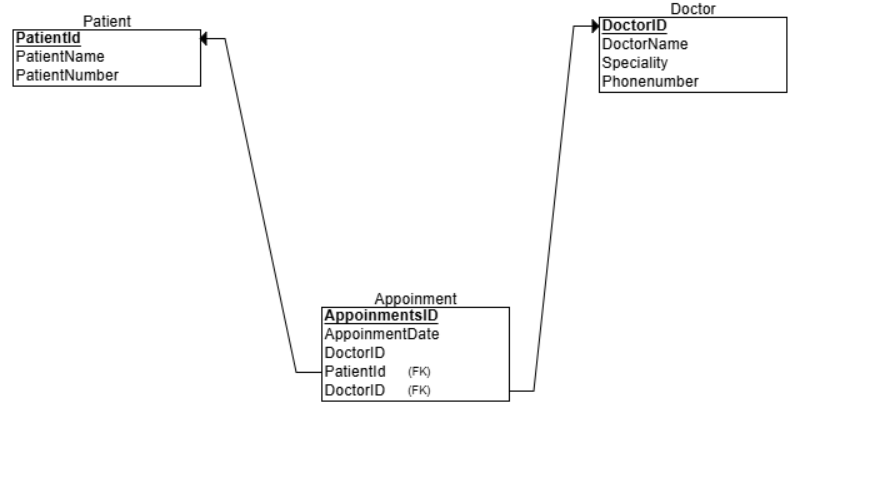 Patient
PatientId
PatientName
PatientNumber
Doctor
DoctorID
DoctorName
Speciality
Phonenumber
Appoinment
AppoinmentsID
AppoinmentDate
DoctorID
PatientId (FK)
DoctorID (FK)